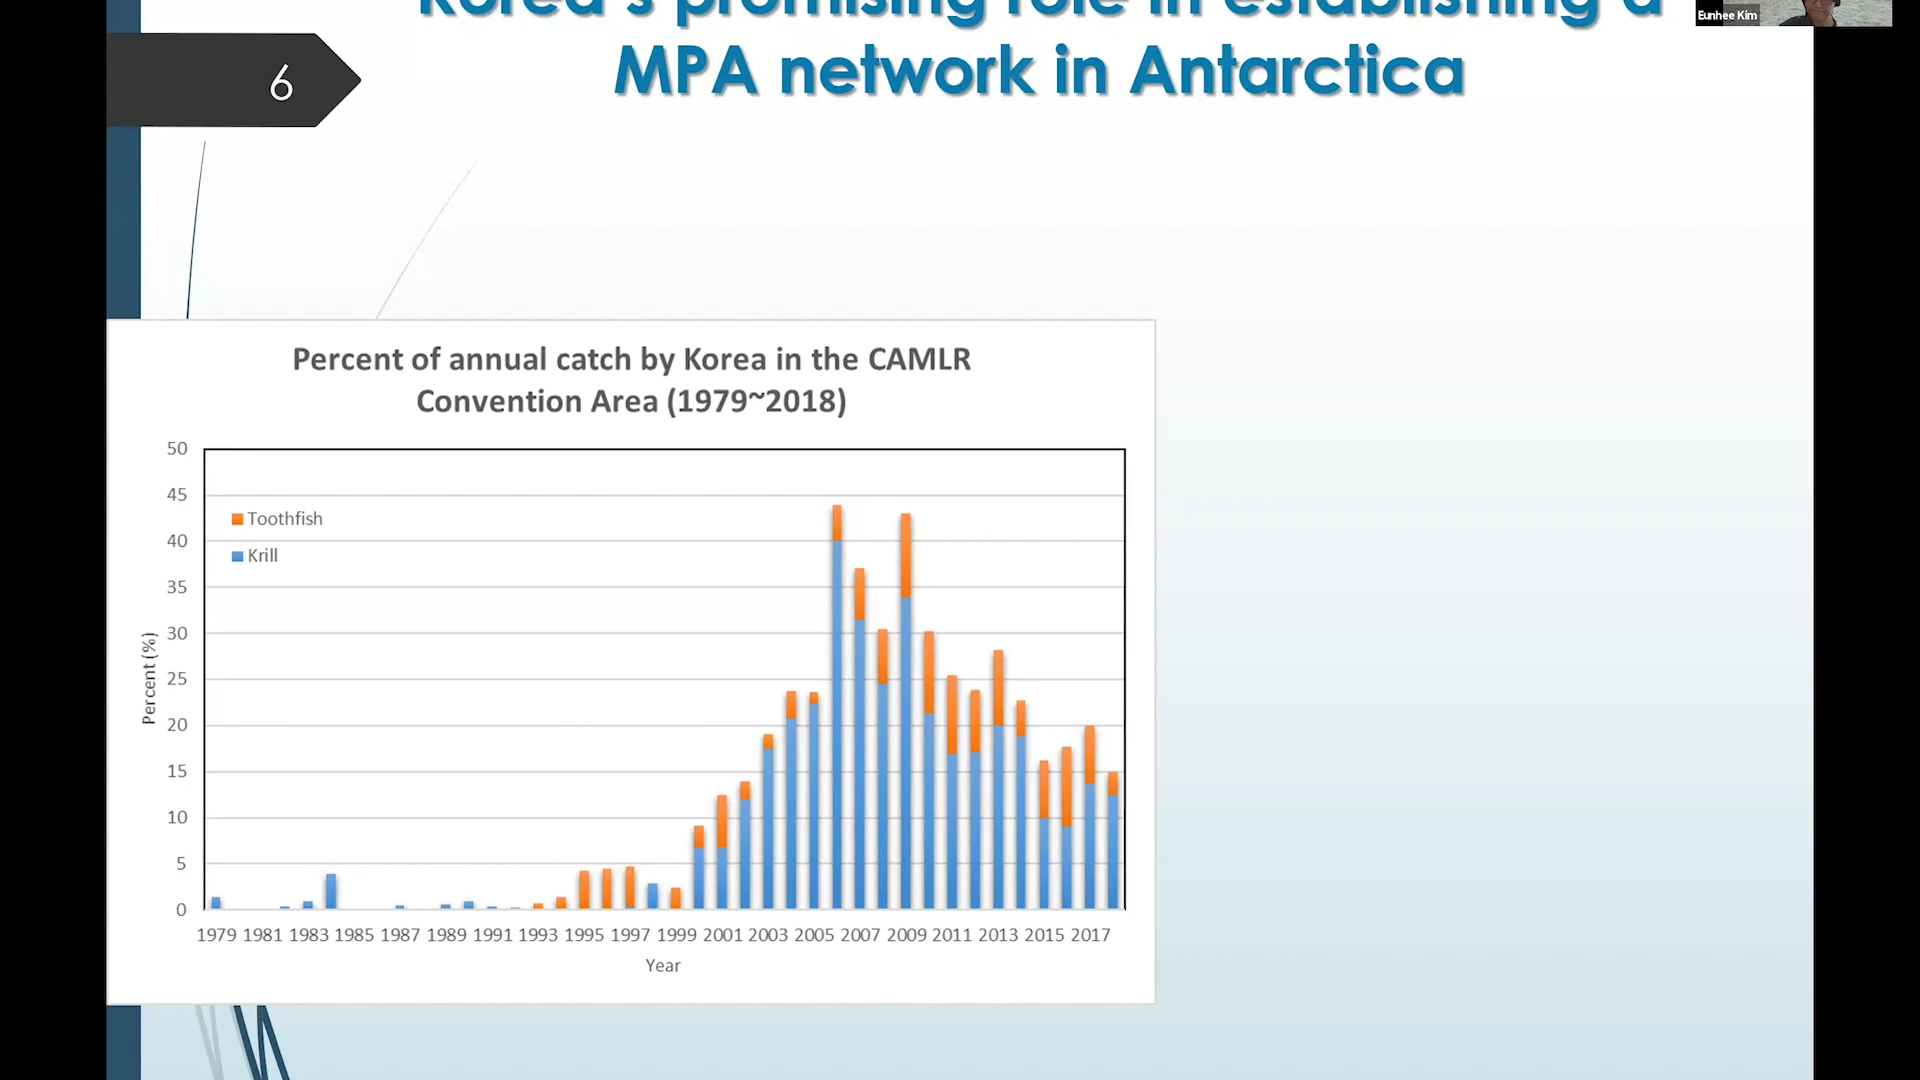 Korea's promising role in establishing a
MPA network in Antarctica
Eunhee Kim
6
Percent of annual catch by Korea in the CAMLR
Convention Area (1979~2018)
50
45
40
35
30
25
20
15
10
5
0
Toothfish
Krill
Percent (%)
1979 1981 1983 1985 1987 1989 1991 1993 1995 1997 1999 2001 2003 2005 2007 2009 2011 2013 2015 2017
Year